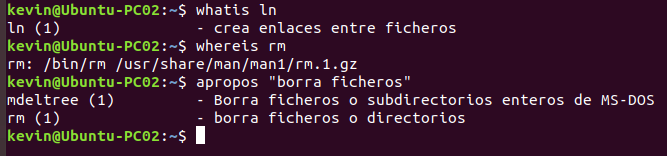 kevin@Ubuntu-PC02:~$ whatis ln
ln (1)               - crea enlaces entre ficheros
kevin@Ubuntu-PC02:~$ whereis rm
rm: /bin/rm /usr/share/man/man1/rm.1.gz
kevin@Ubuntu-PC02:~$ apropos "borra ficheros"
mdeltree (1)         - Borra ficheros o subdirectorios enteros de MS-DOS
rm (1)               - borra ficheros o directorios
kevin@Ubuntu-PC02:~$